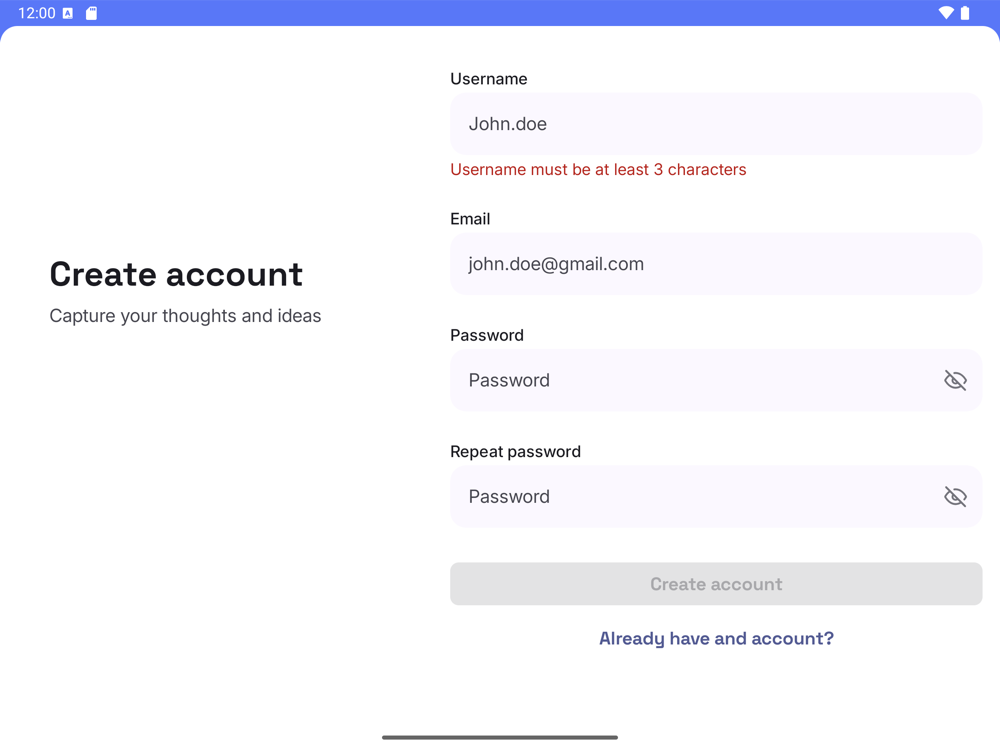 12:00
Create account
Capture your thoughts and ideas
Username
John.doe
Username must be at least 3 characters
Email
john.doe@gmail.com
Password
Password
Repeat password
Password
Create account
Already have and account?